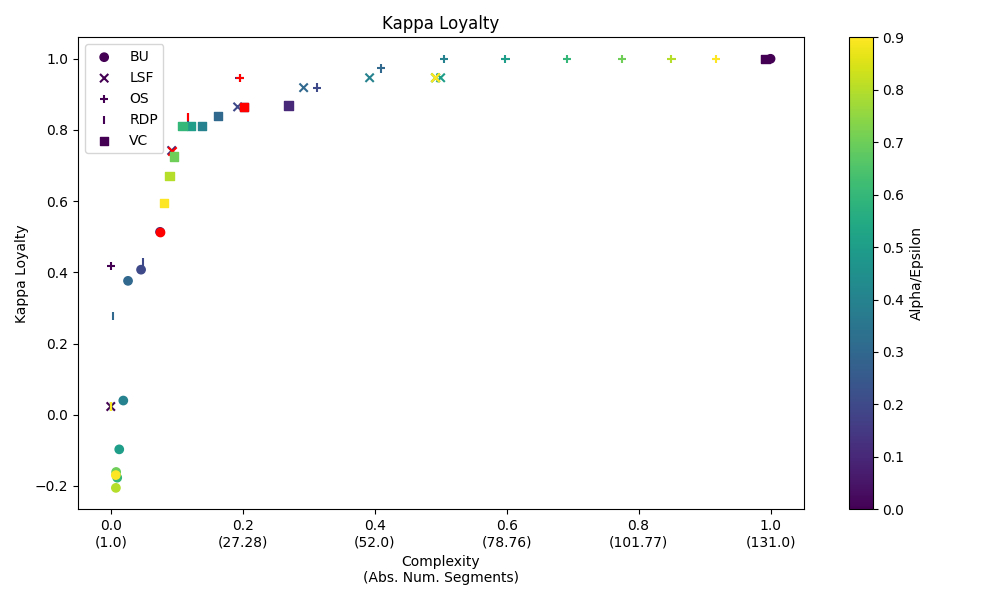 Kappa Loyalty
BU
LSF
OS
RDP
VC
Kappa Loyalty
1.0
0.8
0.6
0.4
0.2
0.0
−0.2
0.0
(1.0)
0.2
(27.28)
0.4
(52.0)
0.6
(78.76)
0.8
(101.77)
1.0
(131.0)
Complexity
(Abs. Num. Segments)
0.9
0.8
0.7
0.6
0.5
0.4
0.3
0.2
0.1
0.0
Alpha/Epsilon